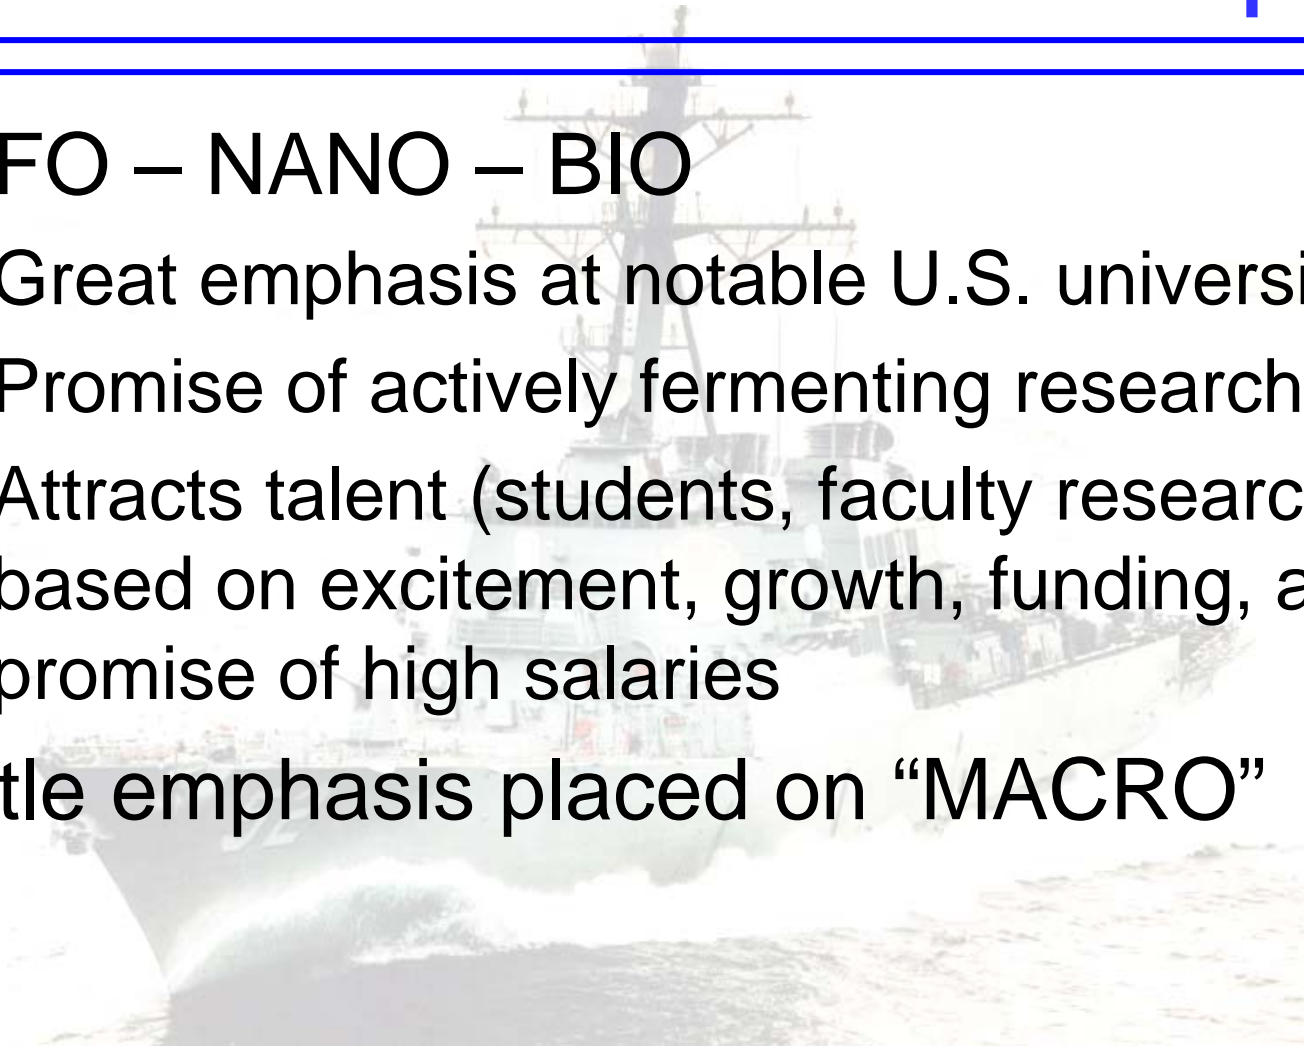 FO – NANO – BIO
Great emphasis at notable U.S. universi
Promise of actively fermenting research
Attracts talent (students, faculty researc
based on excitement, growth, funding, a
promise of high salaries
tle emphasis placed on “MACRO”